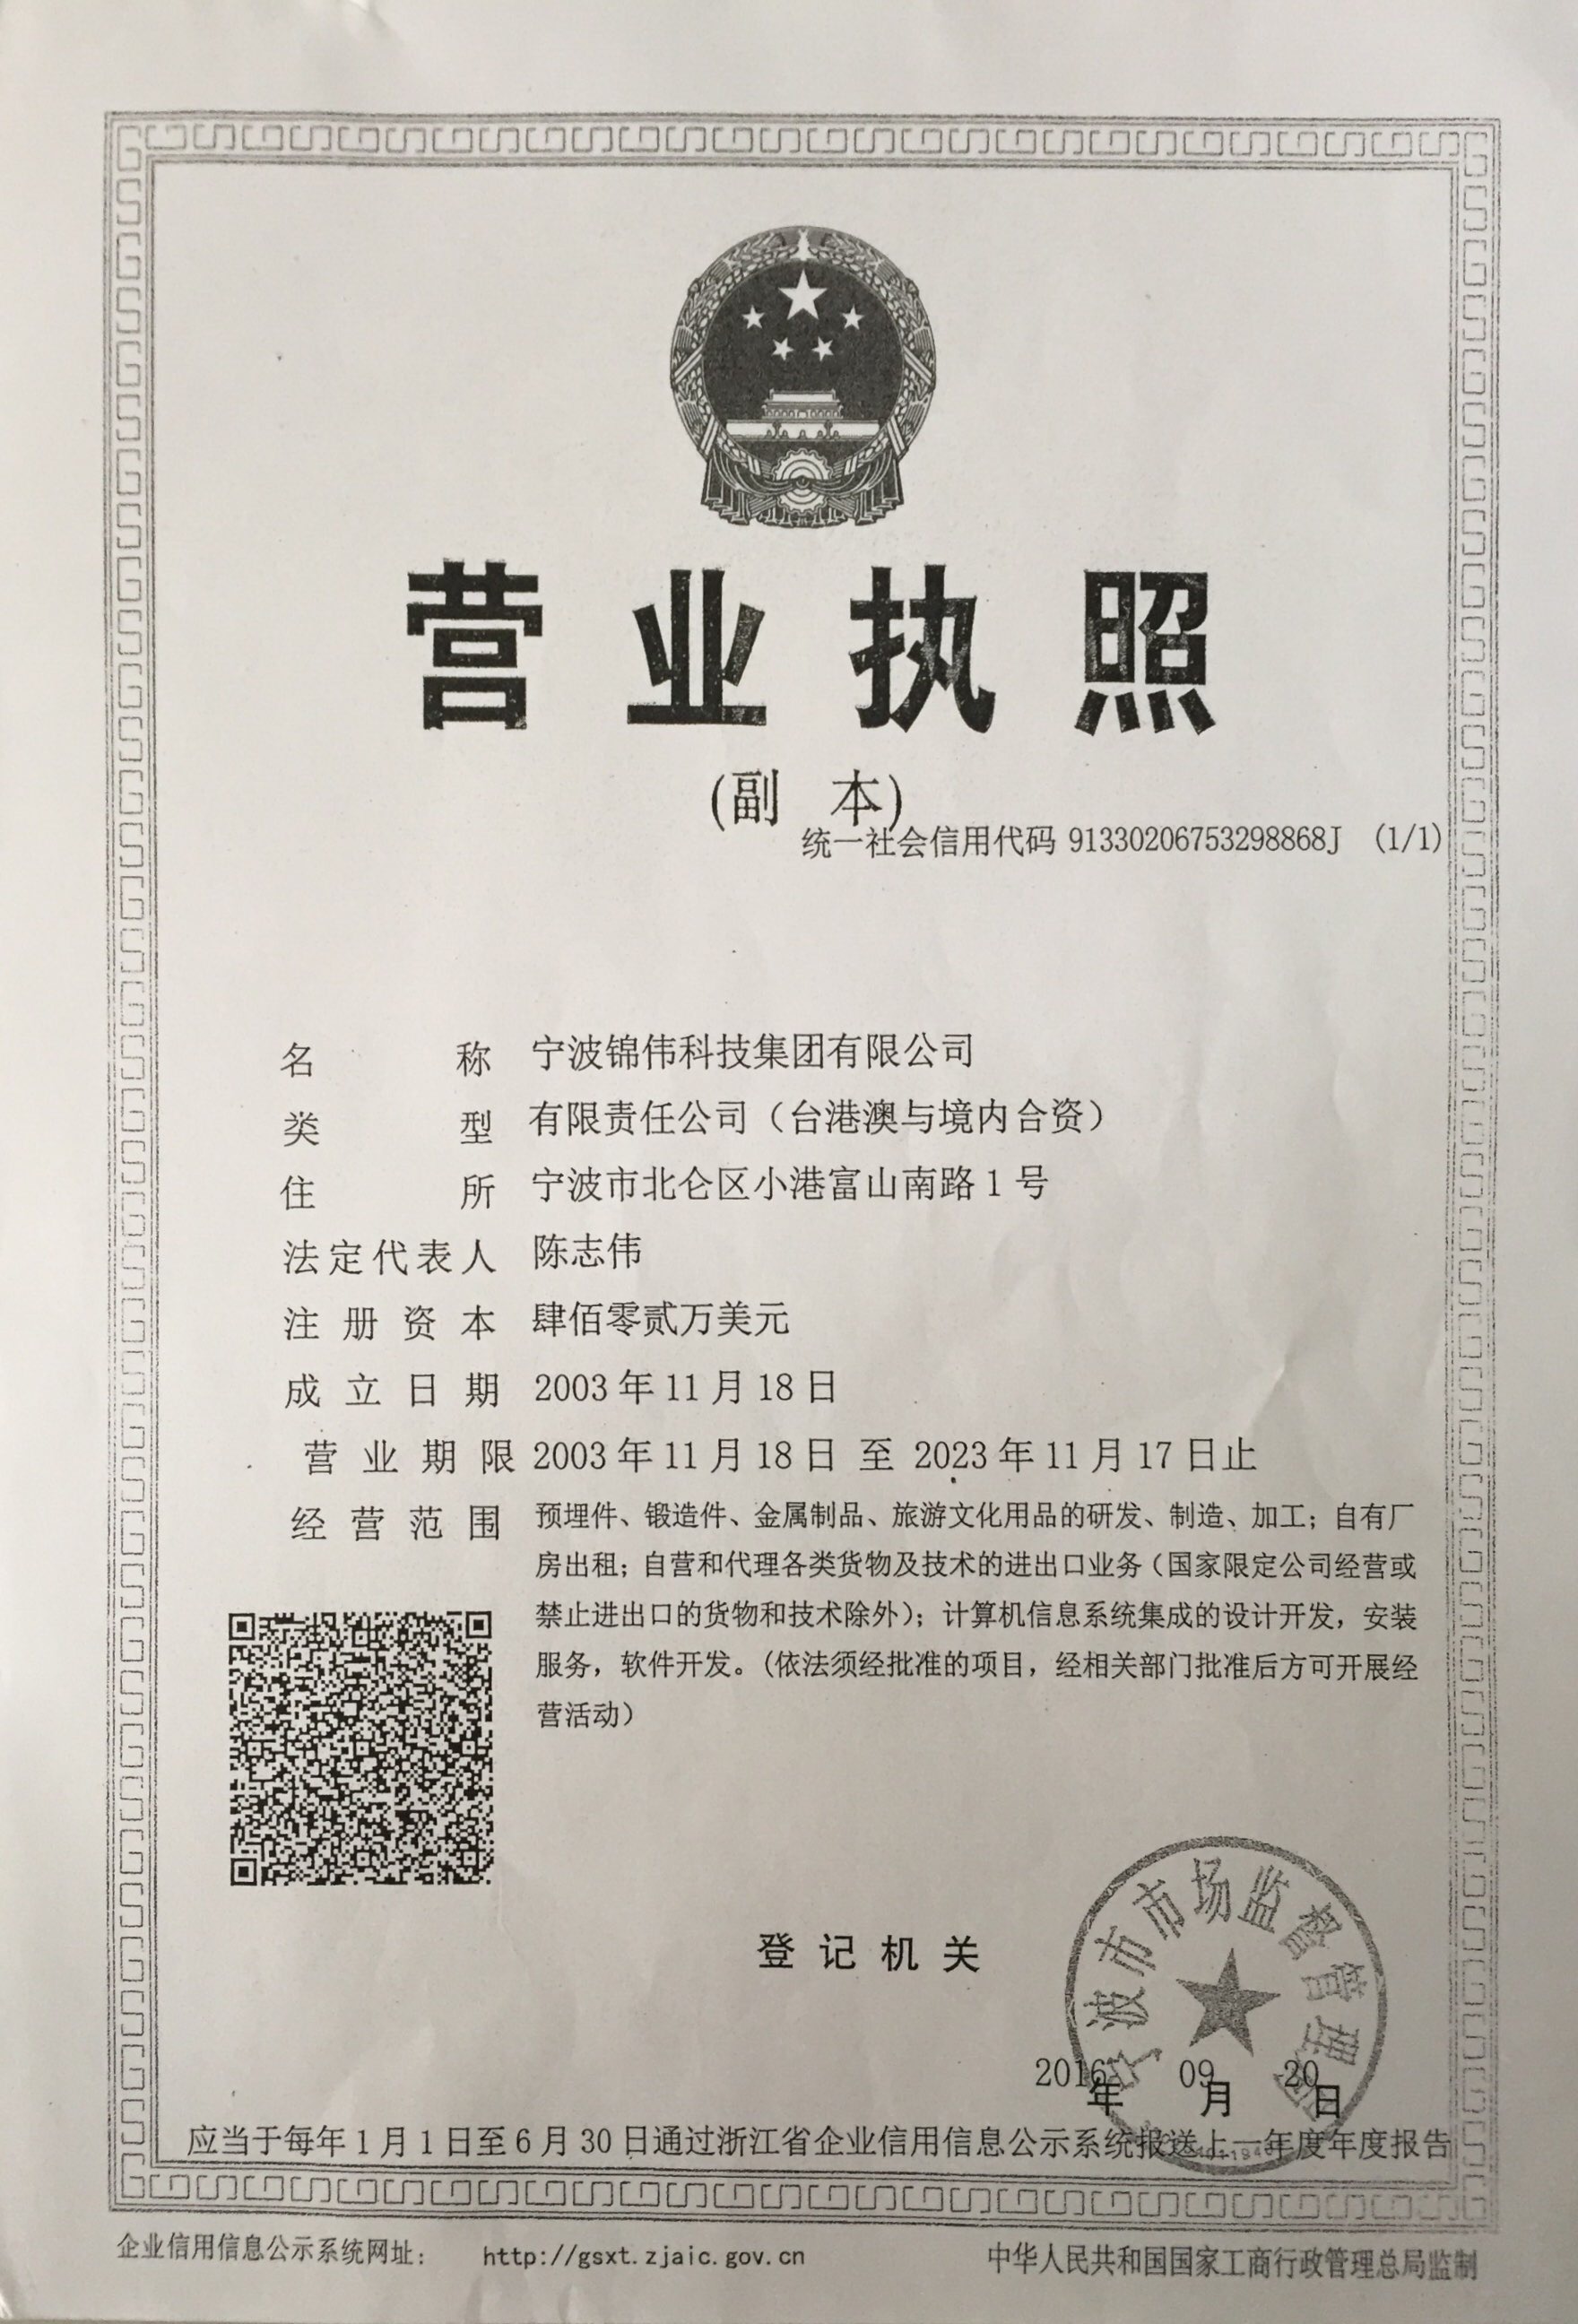 营业执照
(副 本)
统一社会信用代码 91330206753298868J (1/1)
名称 宁波锦伟科技集团有限公司
类型 有限责任公司（台港澳与境内合资）
住所 宁波市北仑区小港富山南路1号
法定代表人 陈志伟
注册资本 肆佰零贰万美元
成立日期 2003年11月18日
营业期限 2003年11月18日 至 2023年11月17日止
经营范围 预埋件、锻造件、金属制品、旅游文化用品的研发、制造、加工；自有厂
房出租；自营和代理各类货物及技术的进出口业务（国家限定公司经营或
禁止进出口的货物和技术除外）；计算机信息系统集成的设计开发，安装
服务，软件开发。（依法须经批准的项目，经相关部门批准后方可开展经
营活动）
登记机关
宁波市市场监督管理局
2016年09月20日
应当于每年1月1日至6月30日通过浙江省企业信用信息公示系统报送上一年度年度报告
企业信用信息公示系统网址： http://gsxt.zjaic.gov.cn
中华人民共和国国家工商行政管理总局监制